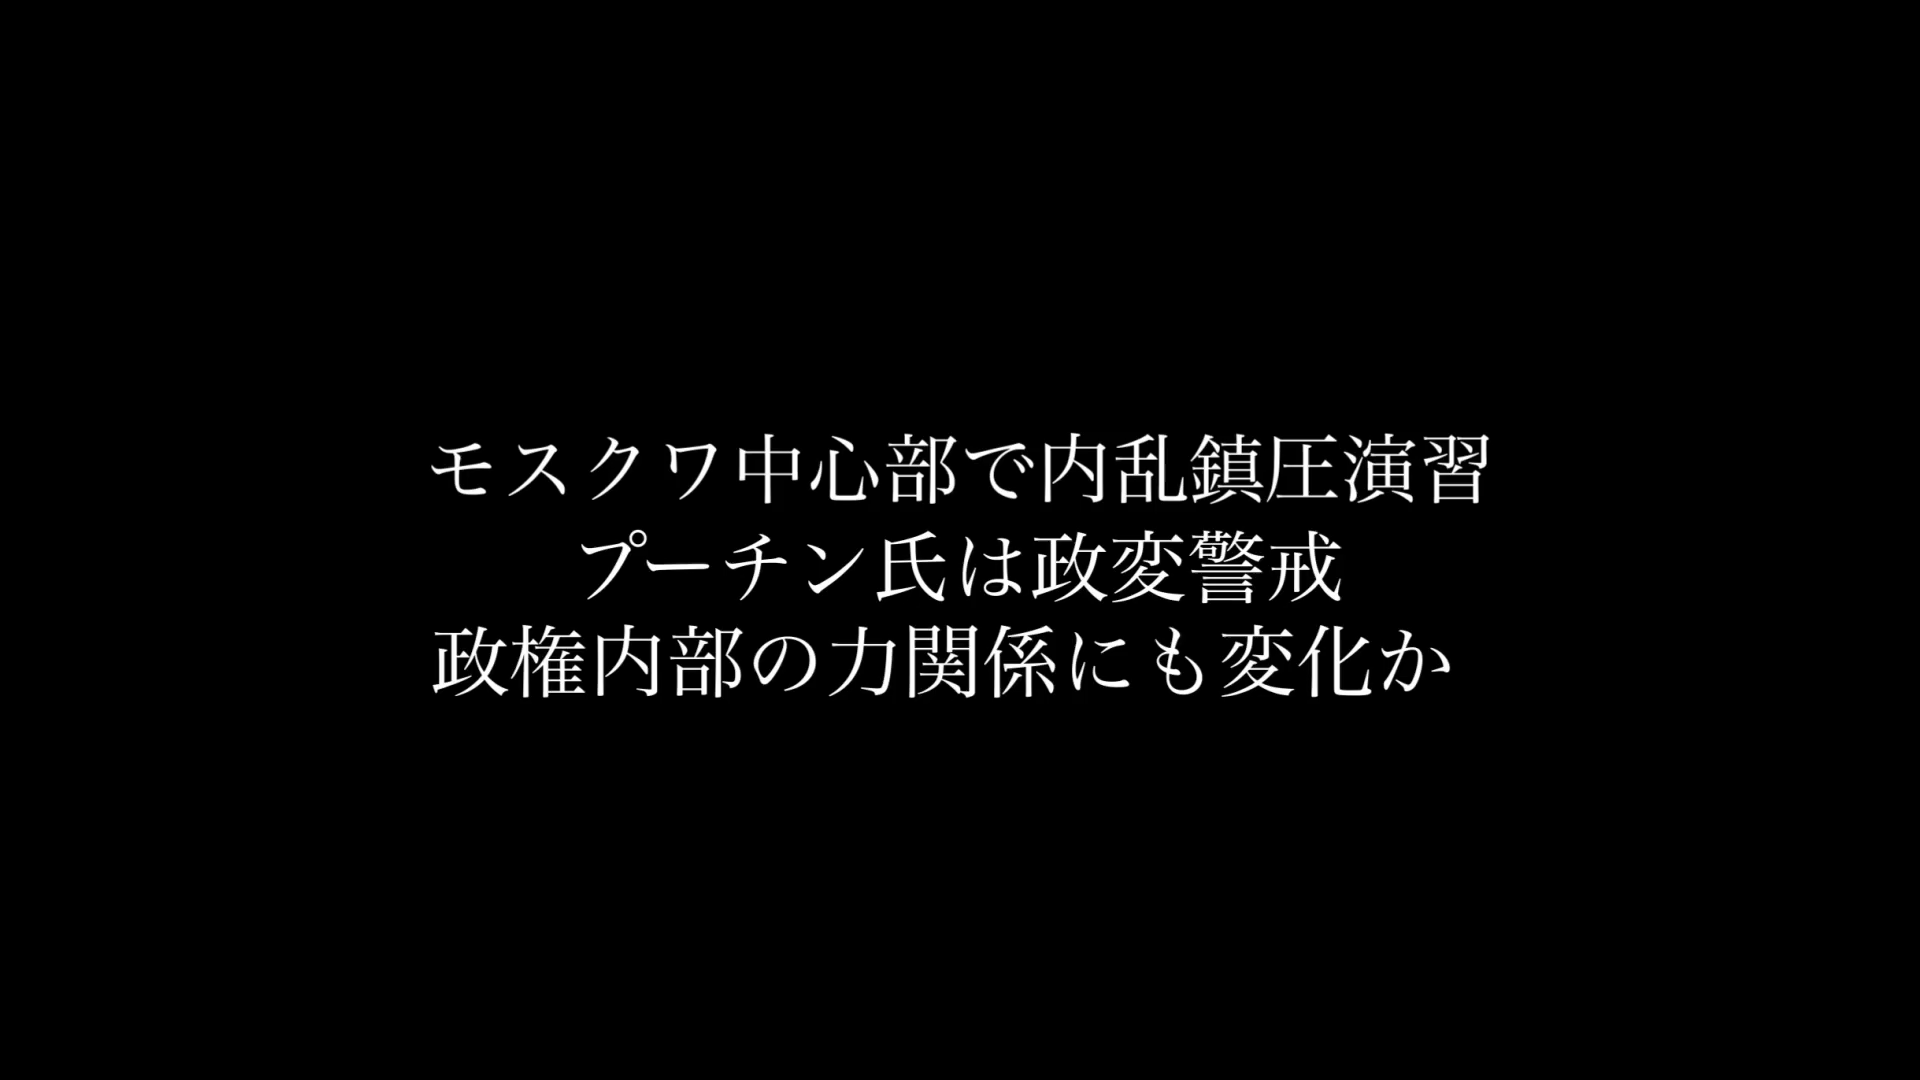 モスクワ中心部で内乱鎮圧演習
プーチン氏は政変警戒
政権内部の力関係にも変化か